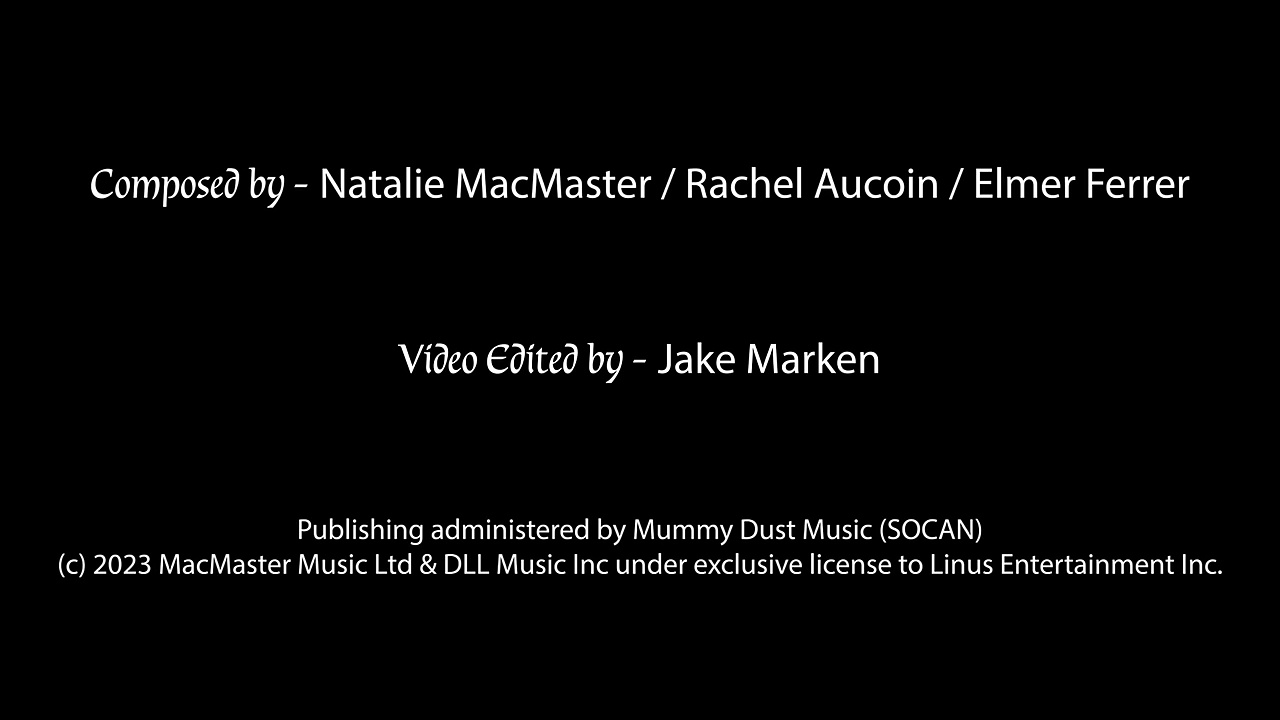 Composed by - Natalie MacMaster / Rachel Aucoin / Elmer Ferrer
Video Edited by - Jake Marken
Publishing administered by Mummy Dust Music (SOCAN)
(c) 2023 MacMaster Music Ltd & DLL Music Inc under exclusive license to Linus Entertainment Inc.